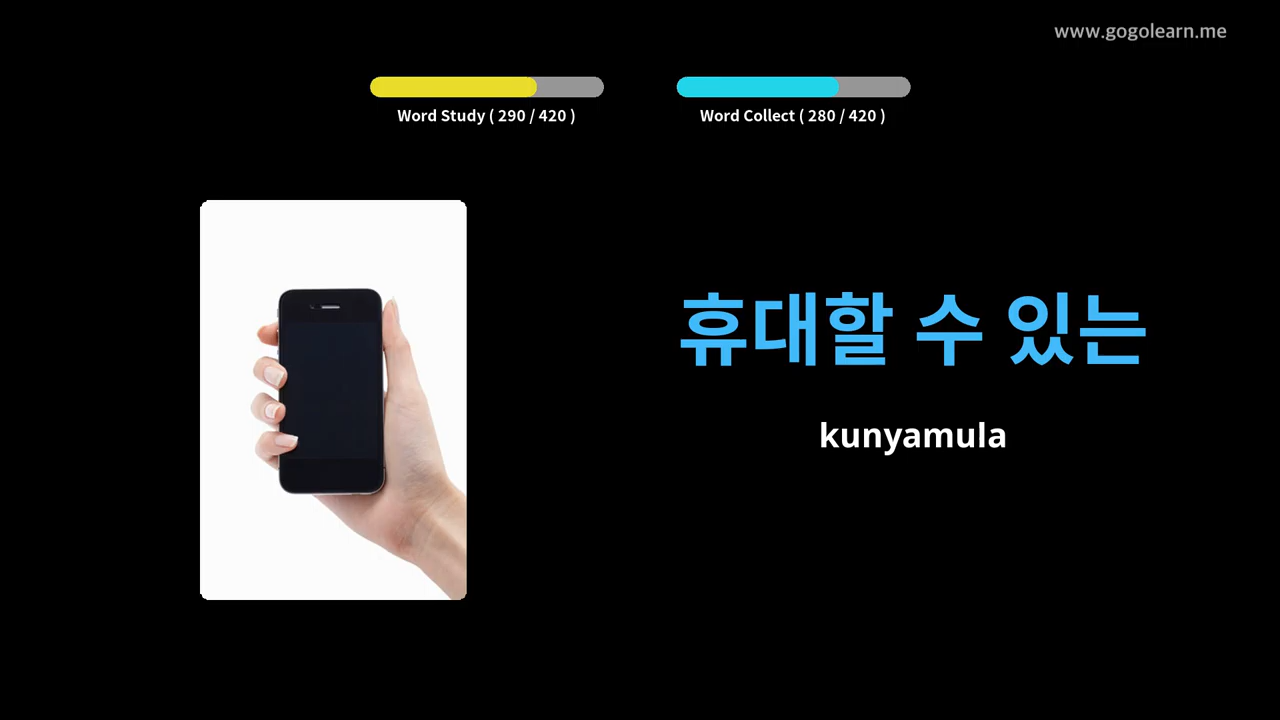 www.gogolearn.me
Word Study ( 290 / 420 )
Word Collect ( 280 / 420 )
휴대할 수 있는
kunyamula